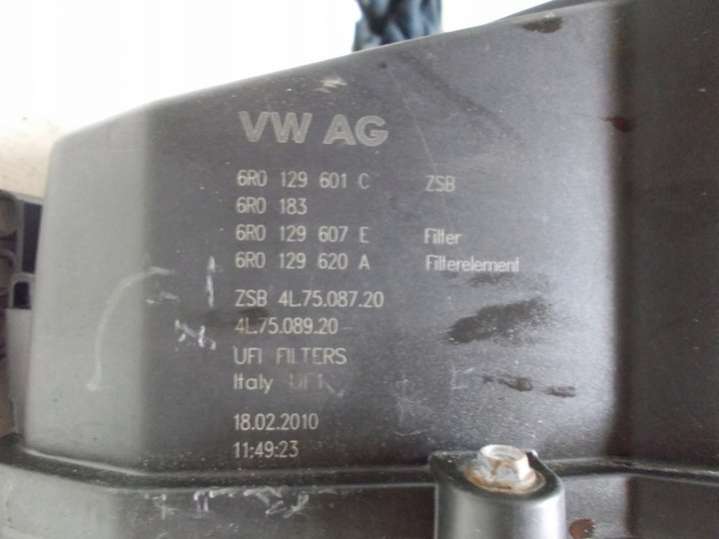 VW AG
6R0 129 601 C ZSB
6R0 183
6R0 129 607 E Filter
6R0 129 620 A Filterelement
ZSB 4L.75.087.20
4L.75.089.20
UFI FILTERS
Italy UF1
18.02.2010
11:49:23